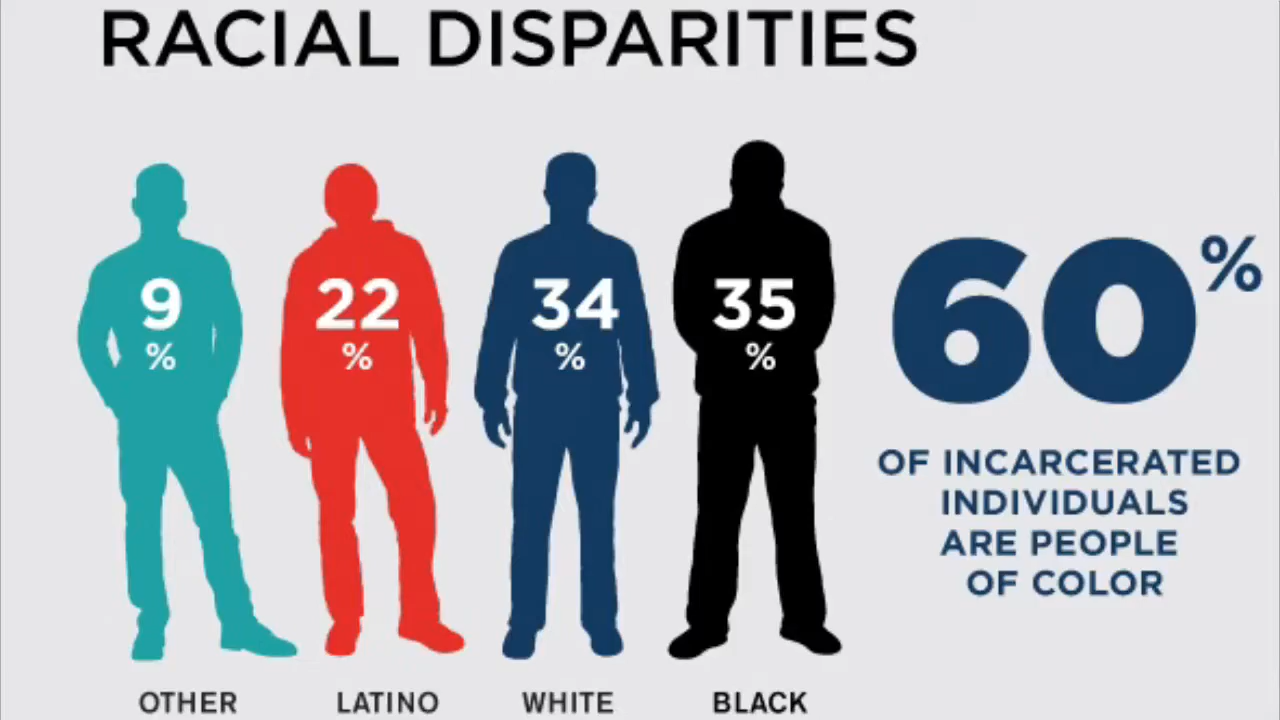 RACIAL DISPARITIES
9
%
22
%
34
%
35
%
60%
OF INCARCERATED
INDIVIDUALS
ARE PEOPLE
OF COLOR
OTHER
LATINO
WHITE
BLACK